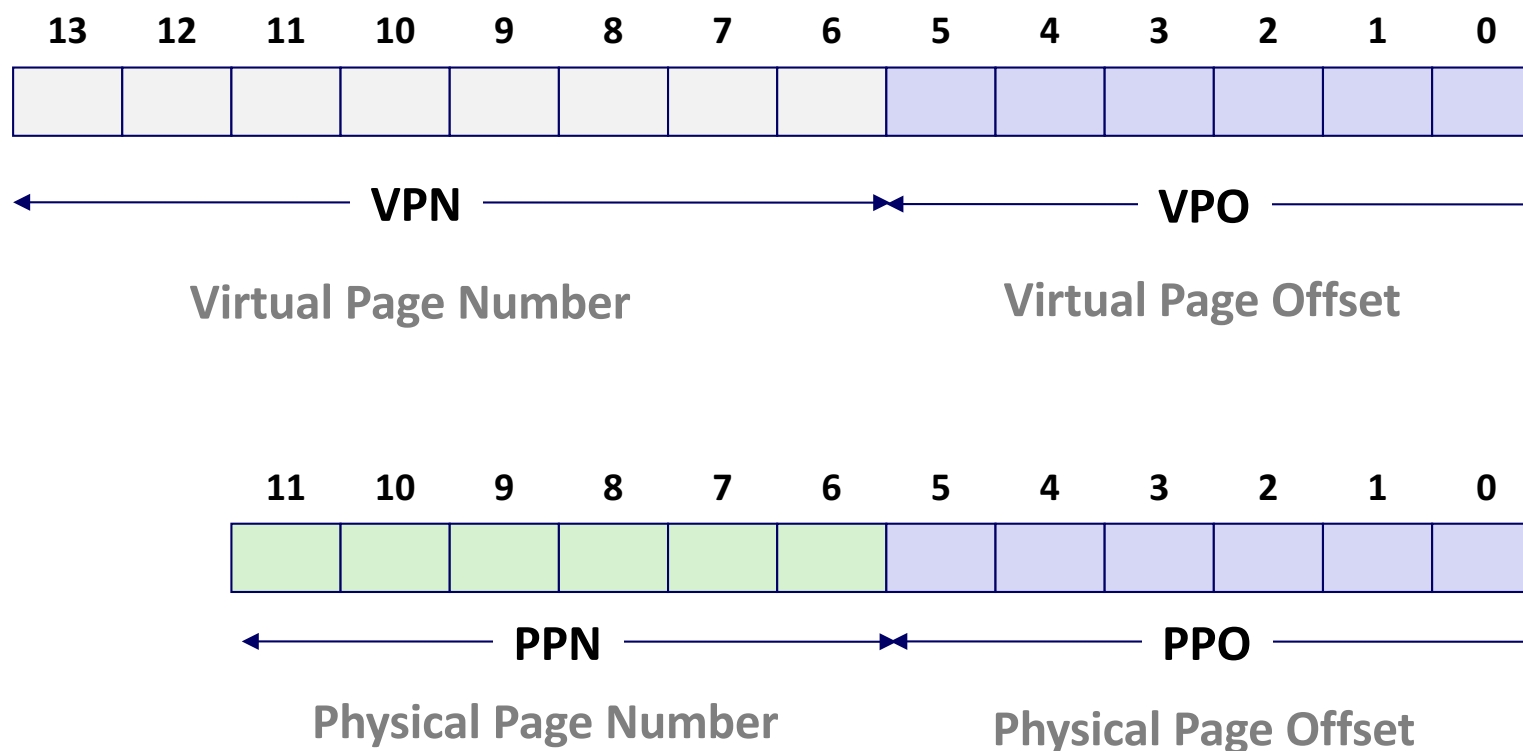 13 12 11 10 9 8 7 6 5 4 3 2 1 0
VPN VPO
Virtual Page Number Virtual Page Offset
11 10 9 8 7 6 5 4 3 2 1 0
PPN PPO
Physical Page Number Physical Page Offset